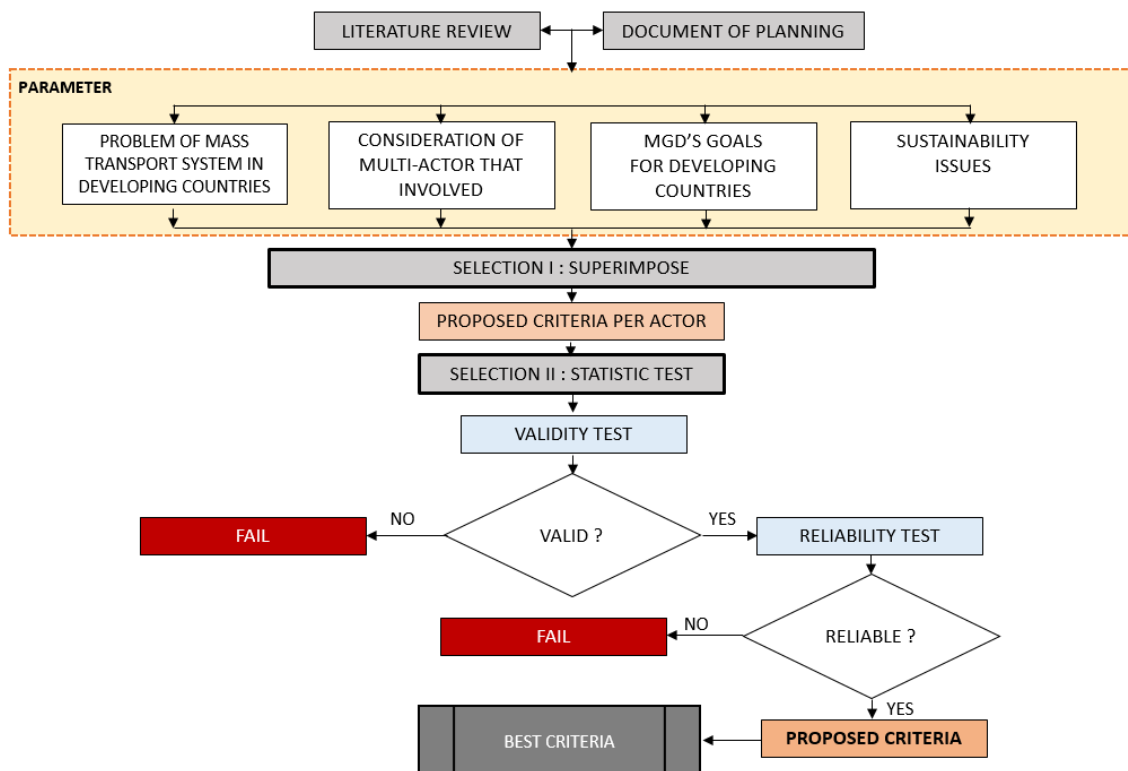 LITERATURE REVIEW
DOCUMENT OF PLANNING
PARAMETER
PROBLEM OF MASS
TRANSPORT SYSTEM IN
DEVELOPING COUNTRIES
CONSIDERATION OF
MULTI-ACTOR THAT
INVOLVED
MGD'S GOALS
FOR DEVELOPING
COUNTRIES
SUSTAINABILITY
ISSUES
SELECTION I : SUPERIMPOSE
PROPOSED CRITERIA PER ACTOR
SELECTION II : STATISTIC TEST
VALIDITY TEST
FAIL
NO
VALID ?
YES
RELIABILITY TEST
FAIL
NO
RELIABLE ?
YES
BEST CRITERIA
PROPOSED CRITERIA